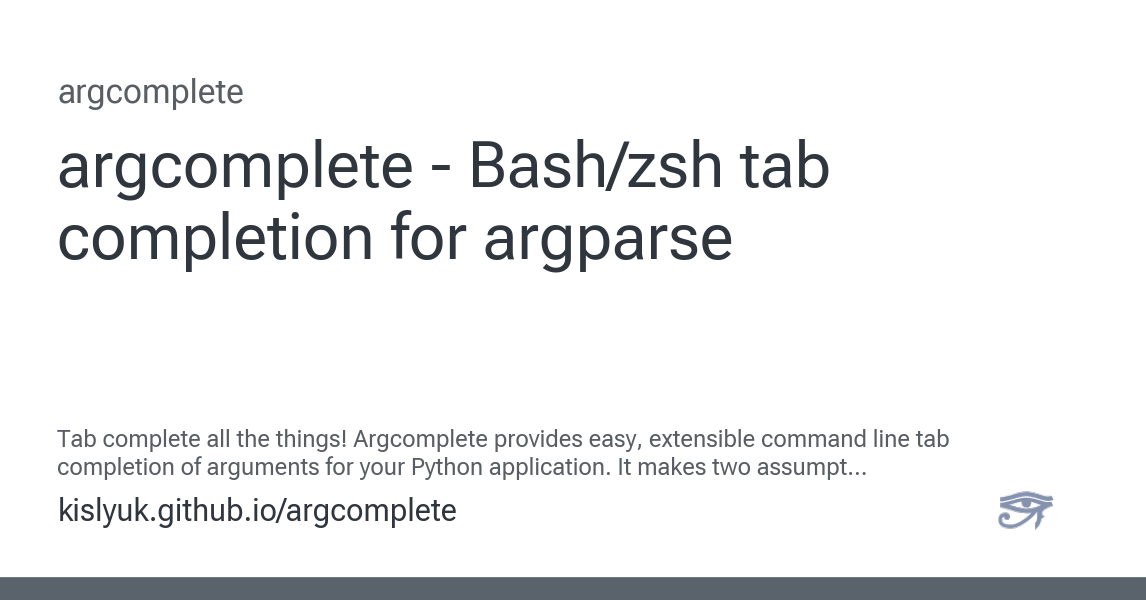 argcomplete
argcomplete - Bash/zsh tab
completion for argparse
Tab complete all the things! Argcomplete provides easy, extensible command line tab
completion of arguments for your Python application. It makes two assumpt...
kislyuk.github.io/argcomplete